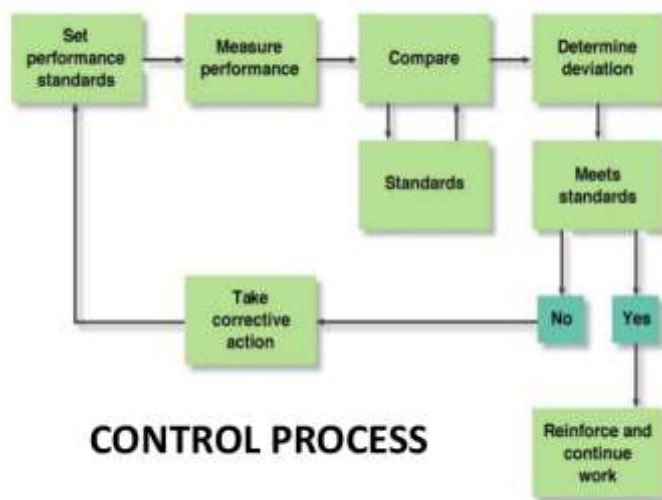 Set
performance
standards
Measure
performance
Compare
Determine
deviation
Standards
Meets
standards
Take
corrective
action
No
Yes
CONTROL PROCESS
Reinforce and
continue
work